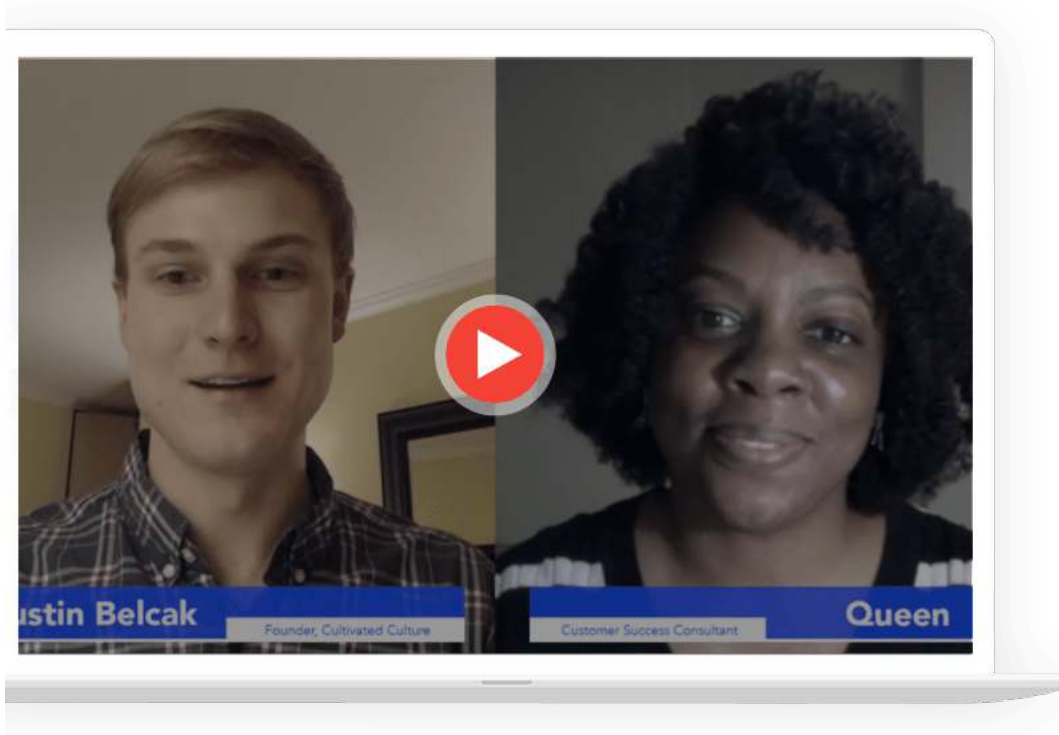 ustin Belcak
Founder, Cultivated Culture
Customer Success Consultant
Queen